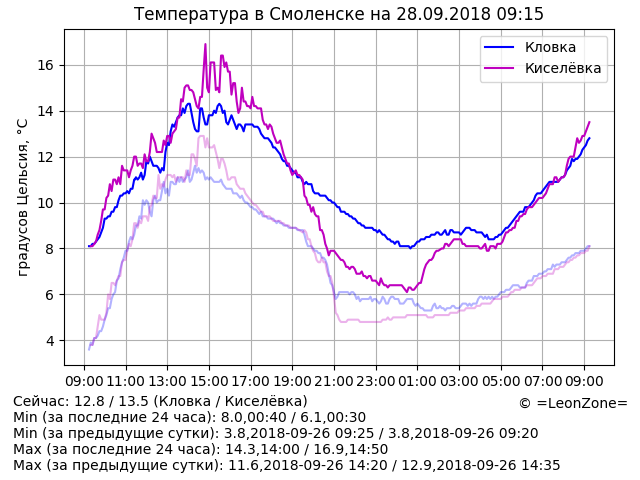 Температура в Смоленске на 28.09.2018 09:15
Кловка
Киселёвка
градусов Цельсия, °C
16
14
12
10
8
6
4
09:00 11:00 13:00 15:00 17:00 19:00 21:00 23:00 01:00 03:00 05:00 07:00 09:00
Сейчас: 12.8 / 13.5 (Кловка / Киселёвка)
© =LeonZone=
Min (за последние 24 часа): 8.0,00:40 / 6.1,00:30
Min (за предыдущие сутки): 3.8,2018-09-26 09:25 / 3.8,2018-09-26 09:20
Max (за последние 24 часа): 14.3,14:00 / 16.9,14:50
Max (за предыдущие сутки): 11.6,2018-09-26 14:20 / 12.9,2018-09-26 14:35